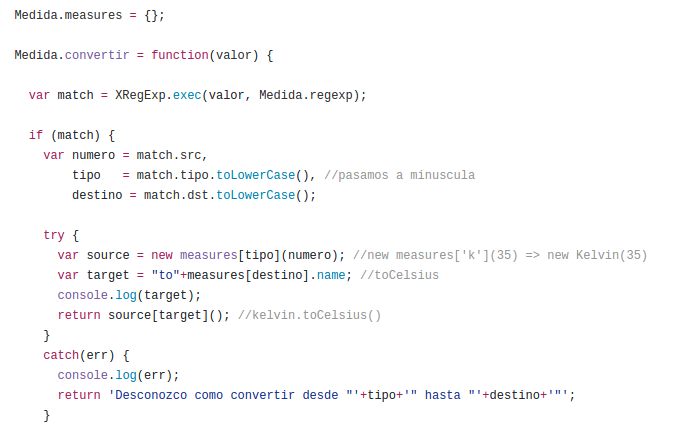 Medida.measures = {};

Medida.convertir = function(valor) {

  var match = XRegExp.exec(valor, Medida.regexp);

  if (match) {
    var numero = match.src,
        tipo   = match.tipo.toLowerCase(), //pasamos a minuscula
        destino = match.dst.toLowerCase();

    try {
      var source = new measures[tipo](numero); //new measures['k'](35) => new Kelvin(35)
      var target = "to"+measures[destino].name; //toCelsius
      console.log(target);
      return source[target](); //kelvin.toCelsius()
    }
    catch(err) {
      console.log(err);
      return 'Desconozco como convertir desde "'+tipo+'" hasta "'+destino+'"';
    }